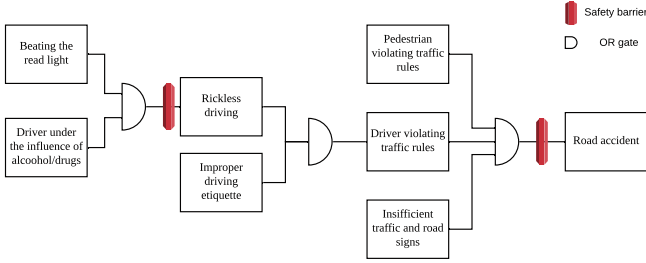 Safety barrier
OR gate
Beating the
read light
Driver under
the influence of
alcoohol/drugs
Rickless
driving
Improper
driving
etiquette
Pedestrian
violating traffic
rules
Driver violating
traffic rules
Insifficient
traffic and road
signs
Road accident